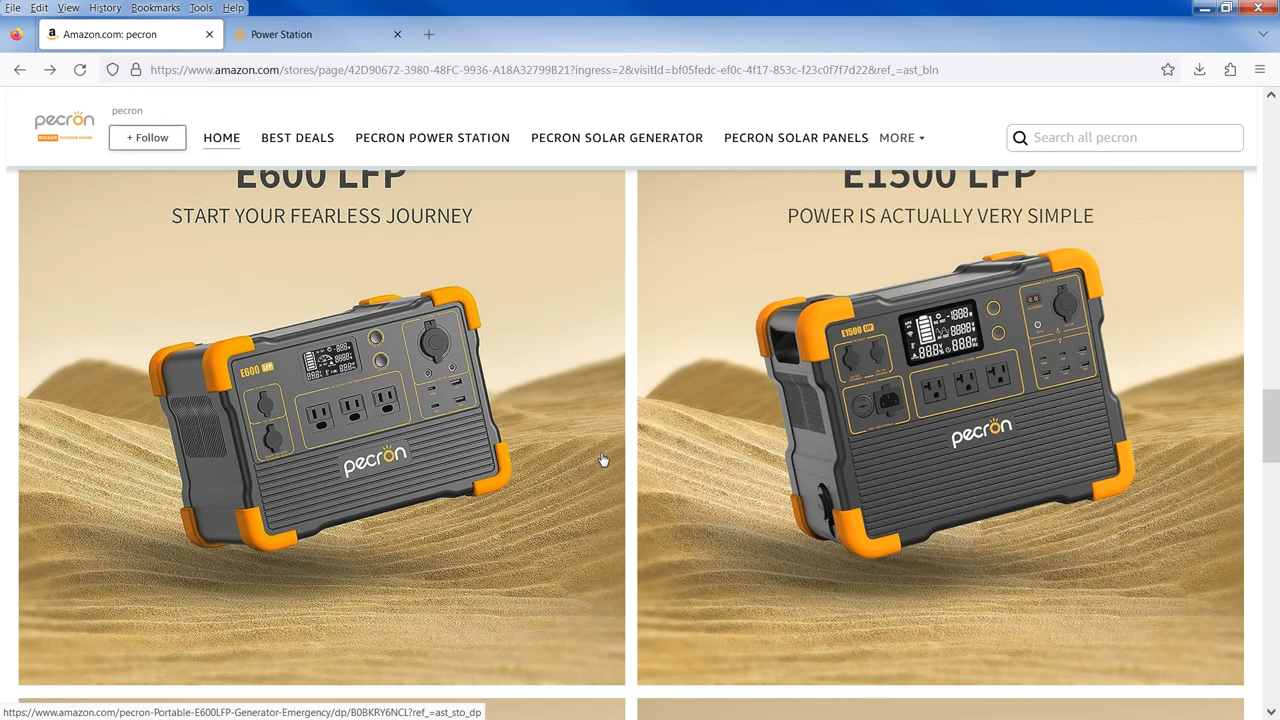 File Edit View History Bookmarks Tools Help
Amazon.com: pecron
Power Station
https://www.amazon.com/stores/page/42D90672-3980-48FC-9936-A18A32799B21?ingress=2&visitId=bf05fedc-ef0c-4f17-853c-f23c0f7f7d22&ref_=ast_bln
pecron
pecron
BIGGER OUTDOOR POWER
+ Follow
HOME BEST DEALS PECRON POWER STATION PECRON SOLAR GENERATOR PECRON SOLAR PANELS MORE
Search all pecron
E600 LFP
START YOUR FEARLESS JOURNEY
E600 LFP
pecron
E1500 LFP
POWER IS ACTUALLY VERY SIMPLE
E1500 LFP
pecron
https://www.amazon.com/pecron-Portable-E600LFP-Generator-Emergency/dp/B0BKRY6NCL?ref_=ast_sto_dp